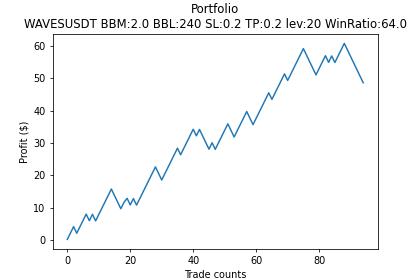 Portfolio
WAVESUSDT BBM:2.0 BBL:240 SL:0.2 TP:0.2 lev:20 WinRatio:64.0
60
50
40
30
20
10
0
Profit ($)
0 20 40 60 80
Trade counts